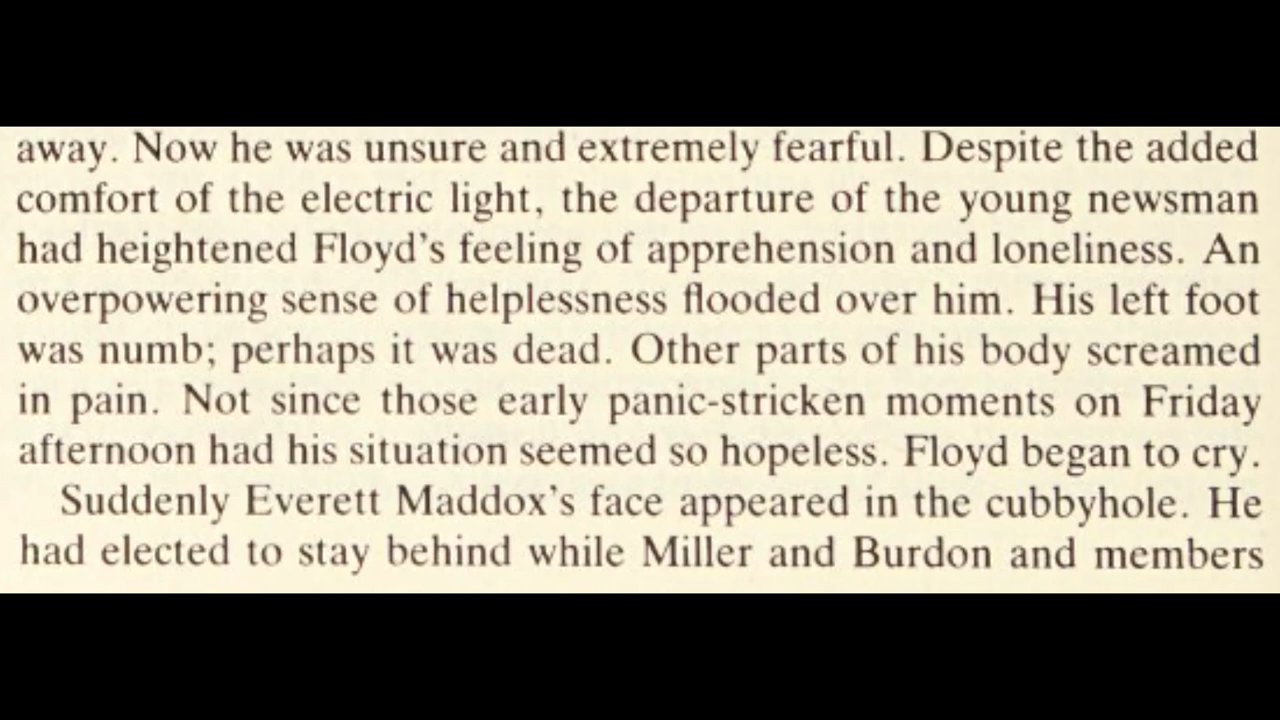 away. Now he was unsure and extremely fearful. Despite the added
comfort of the electric light, the departure of the young newsman
had heightened Floyd's feeling of apprehension and loneliness. An
overpowering sense of helplessness flooded over him. His left foot
was numb; perhaps it was dead. Other parts of his body screamed
in pain. Not since those early panic-stricken moments on Friday
afternoon had his situation seemed so hopeless. Floyd began to cry.
Suddenly Everett Maddox's face appeared in the cubbyhole. He
had elected to stay behind while Miller and Burdon and members